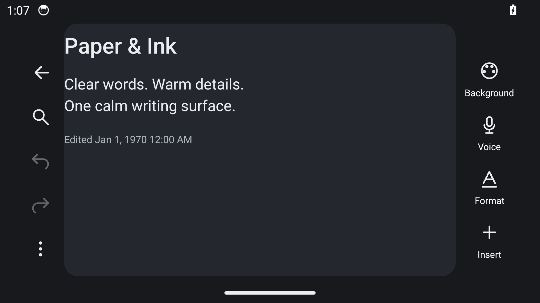 1:07
Paper & Ink
Clear words. Warm details.
One calm writing surface.
Edited Jan 1, 1970 12:00 AM
Background
Voice
Format
Insert